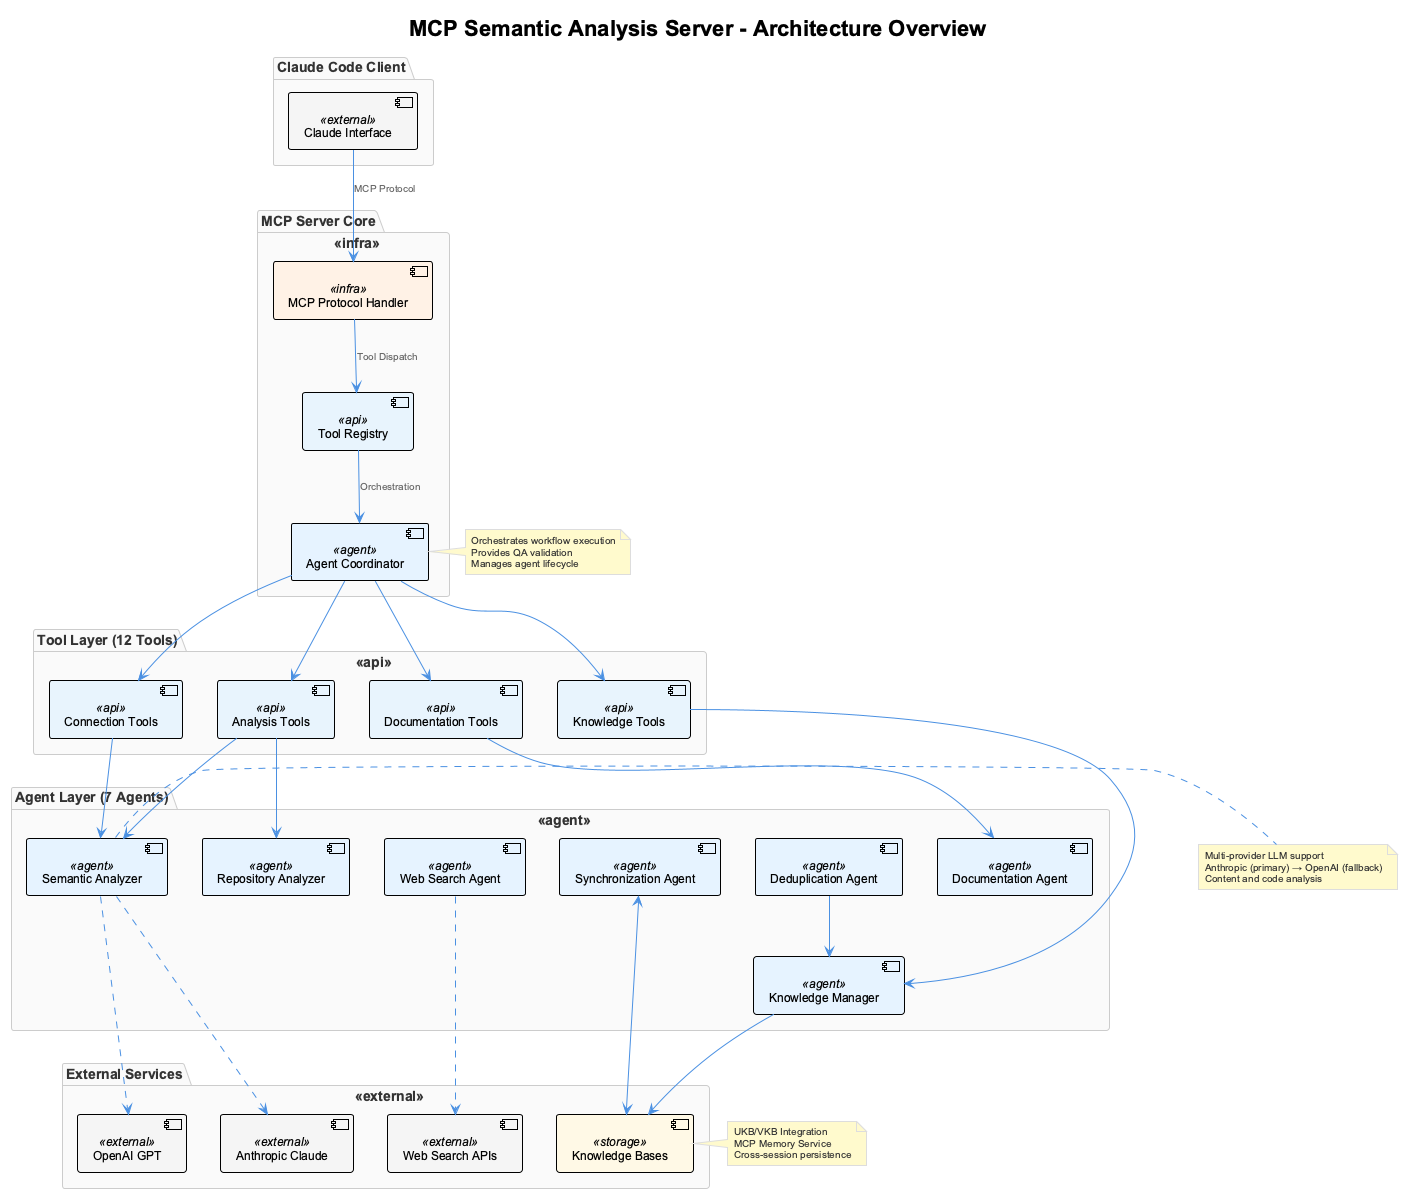 MCP Semantic Analysis Server - Architecture Overview
Claude Code Client
«external»
Claude Interface
MCP Protocol
MCP Server Core
«infra»
«infra»
MCP Protocol Handler
Tool Dispatch
«api»
Tool Registry
Orchestration
«agent»
Agent Coordinator
Orchestrates workflow execution
Provides QA validation
Manages agent lifecycle
Tool Layer (12 Tools)
«api»
«api»
Connection Tools
«api»
Analysis Tools
«api»
Documentation Tools
«api»
Knowledge Tools
Agent Layer (7 Agents)
«agent»
«agent»
Semantic Analyzer
«agent»
Repository Analyzer
«agent»
Web Search Agent
«agent»
Synchronization Agent
«agent»
Deduplication Agent
«agent»
Documentation Agent
Multi-provider LLM support
Anthropic (primary) → OpenAI (fallback)
Content and code analysis
«agent»
Knowledge Manager
External Services
«external»
«external»
OpenAI GPT
«external»
Anthropic Claude
«external»
Web Search APIs
«storage»
Knowledge Bases
UKB/VKB Integration
MCP Memory Service
Cross-session persistence